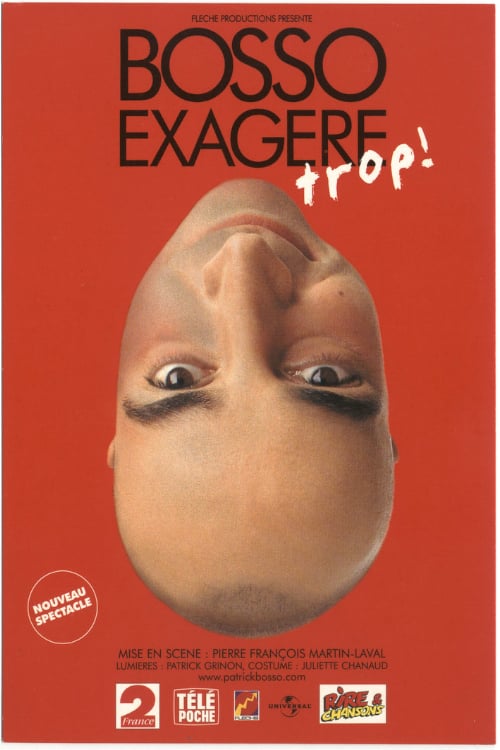 FLECHE PRODUCTIONS PRESENTE
BOSSO
EXAGERE
trop!
NOUVEAU
SPECTACLE
MISE EN SCENE : PIERRE FRANÇOIS MARTIN-LAVAL
LUMIERES : PATRICK GRINON, COSTUME : JULIETTE CHANAUD
www.patrickbosso.com
2
France
TÉLÉ
POCHE
FLECHE
UNIVERSAL
RIRE &
CHANSONS